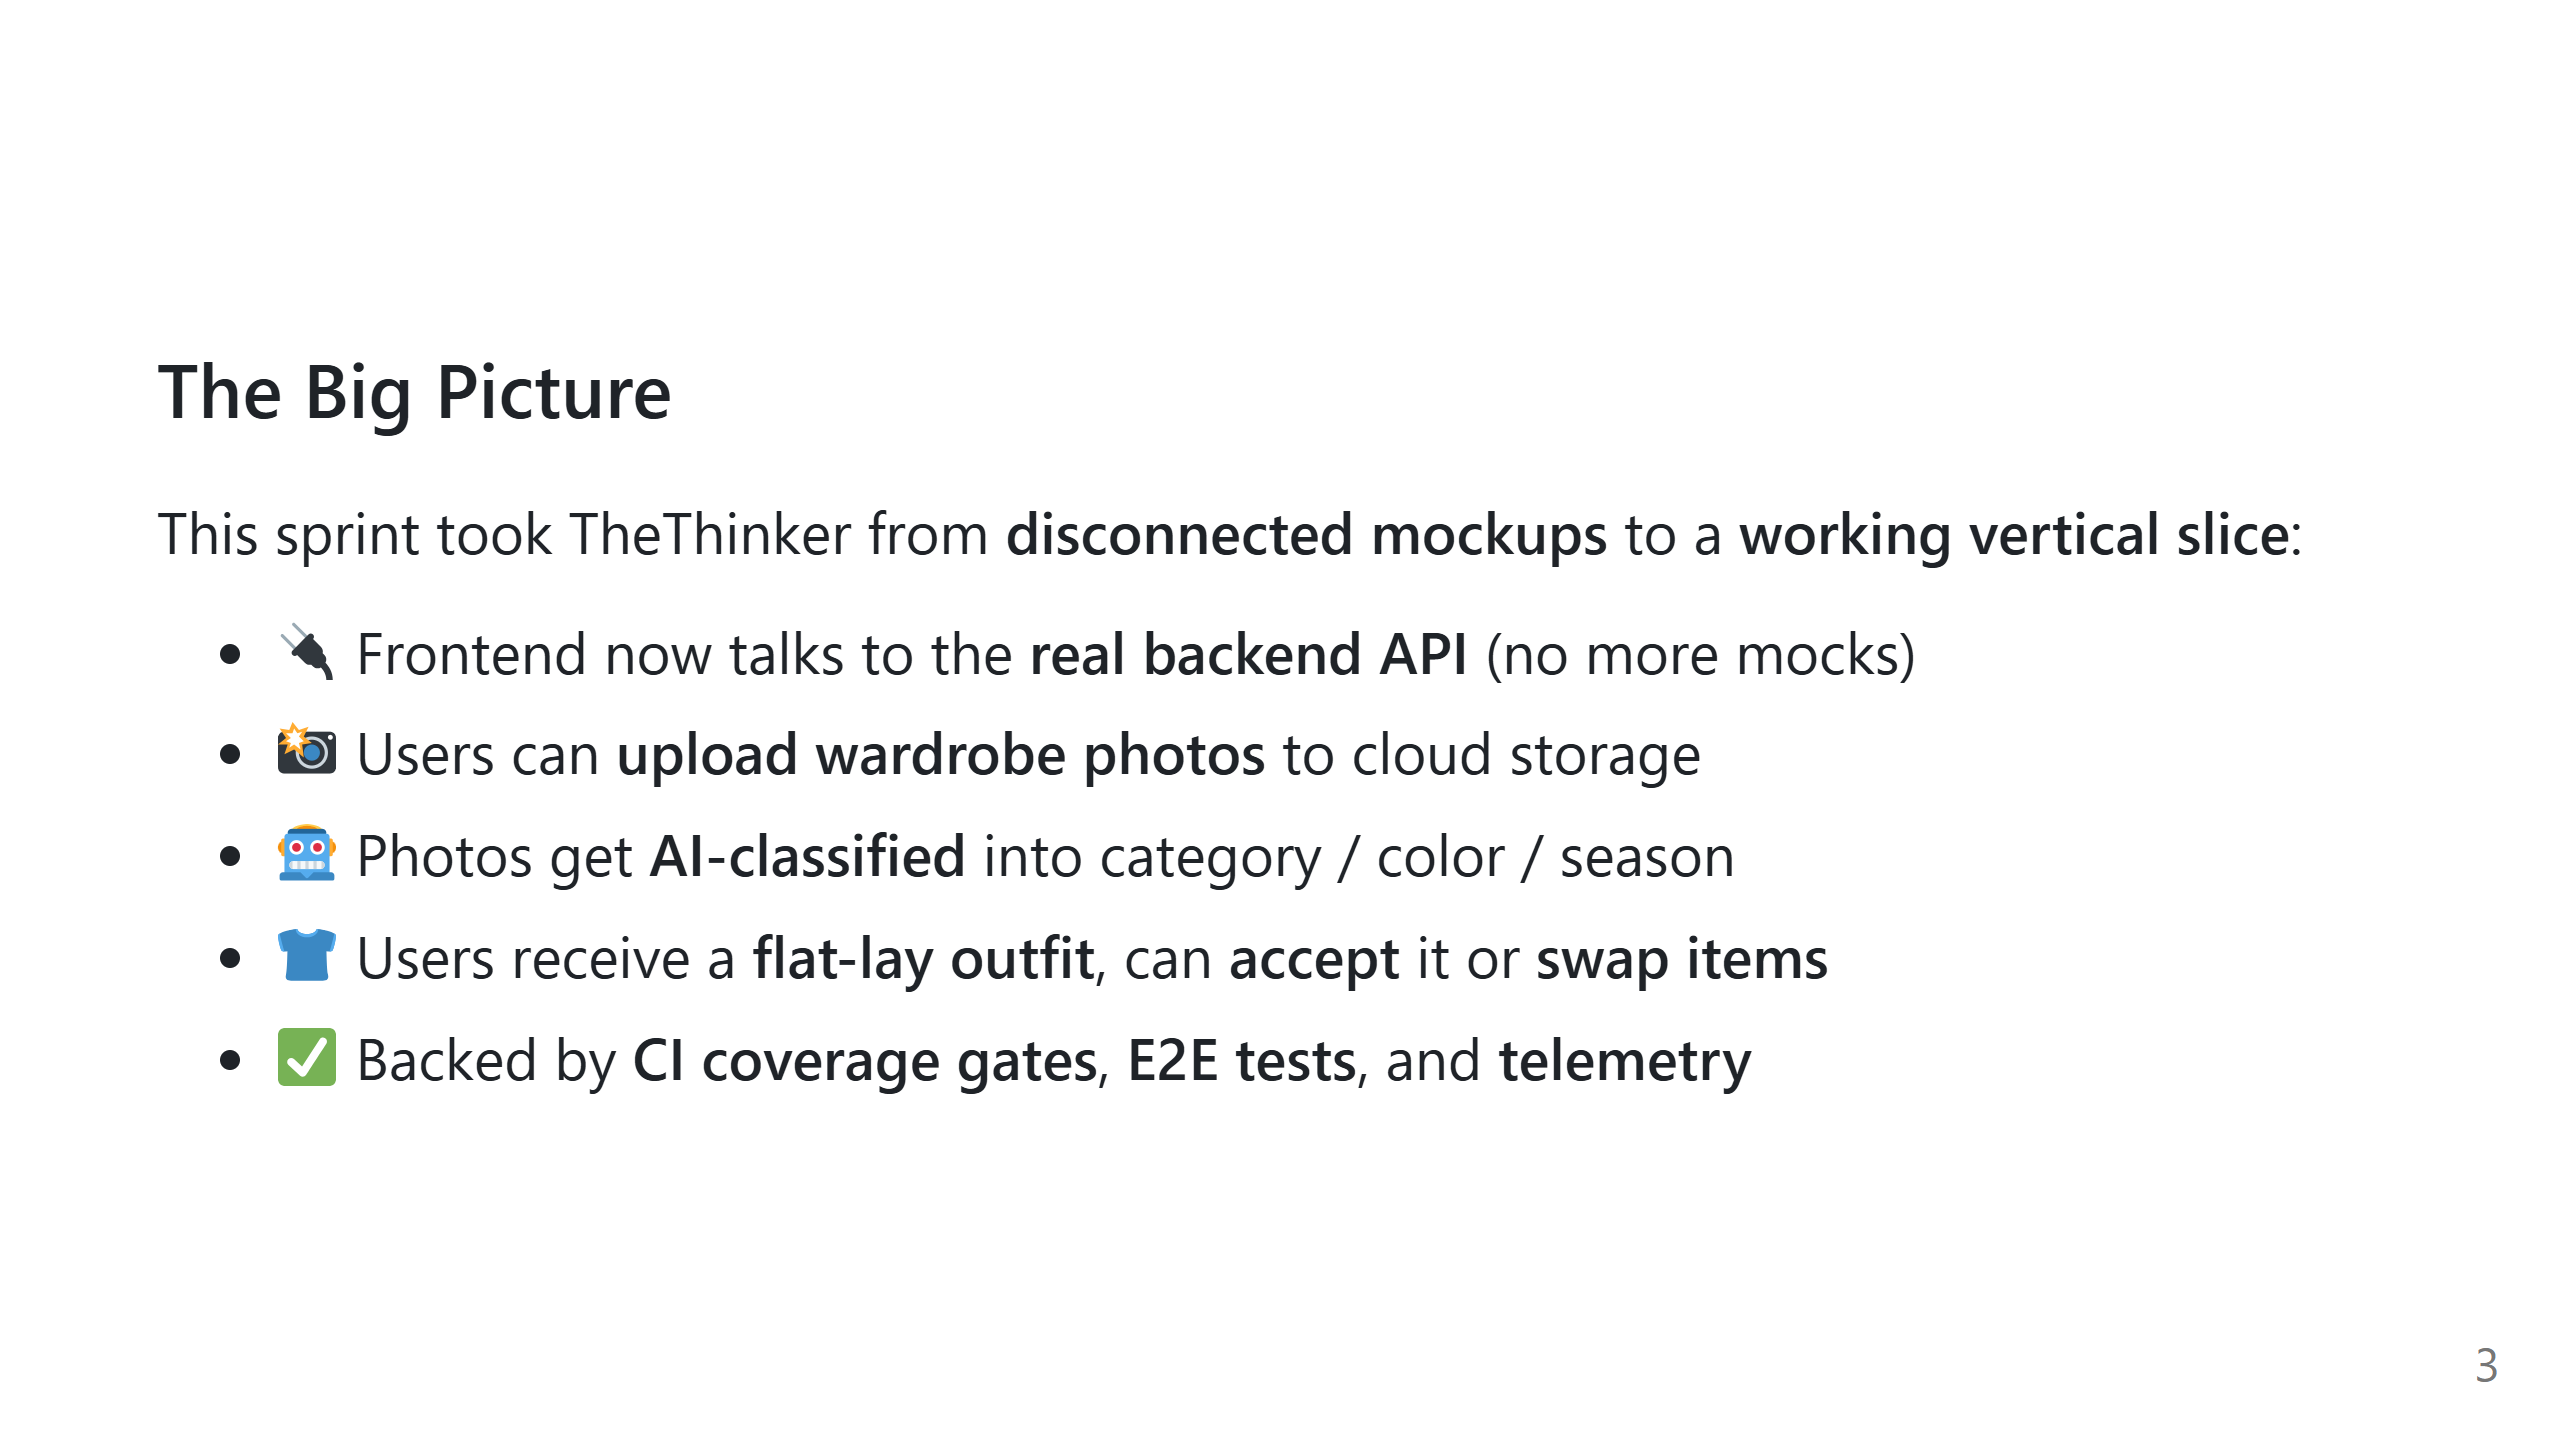 The Big Picture
This sprint took TheThinker from disconnected mockups to a working vertical slice:
• 🔌 Frontend now talks to the real backend API (no more mocks)
• 📸 Users can upload wardrobe photos to cloud storage
• 🤖 Photos get AI-classified into category / color / season
• 👕 Users receive a flat-lay outfit, can accept it or swap items
• ✅ Backed by CI coverage gates, E2E tests, and telemetry
3